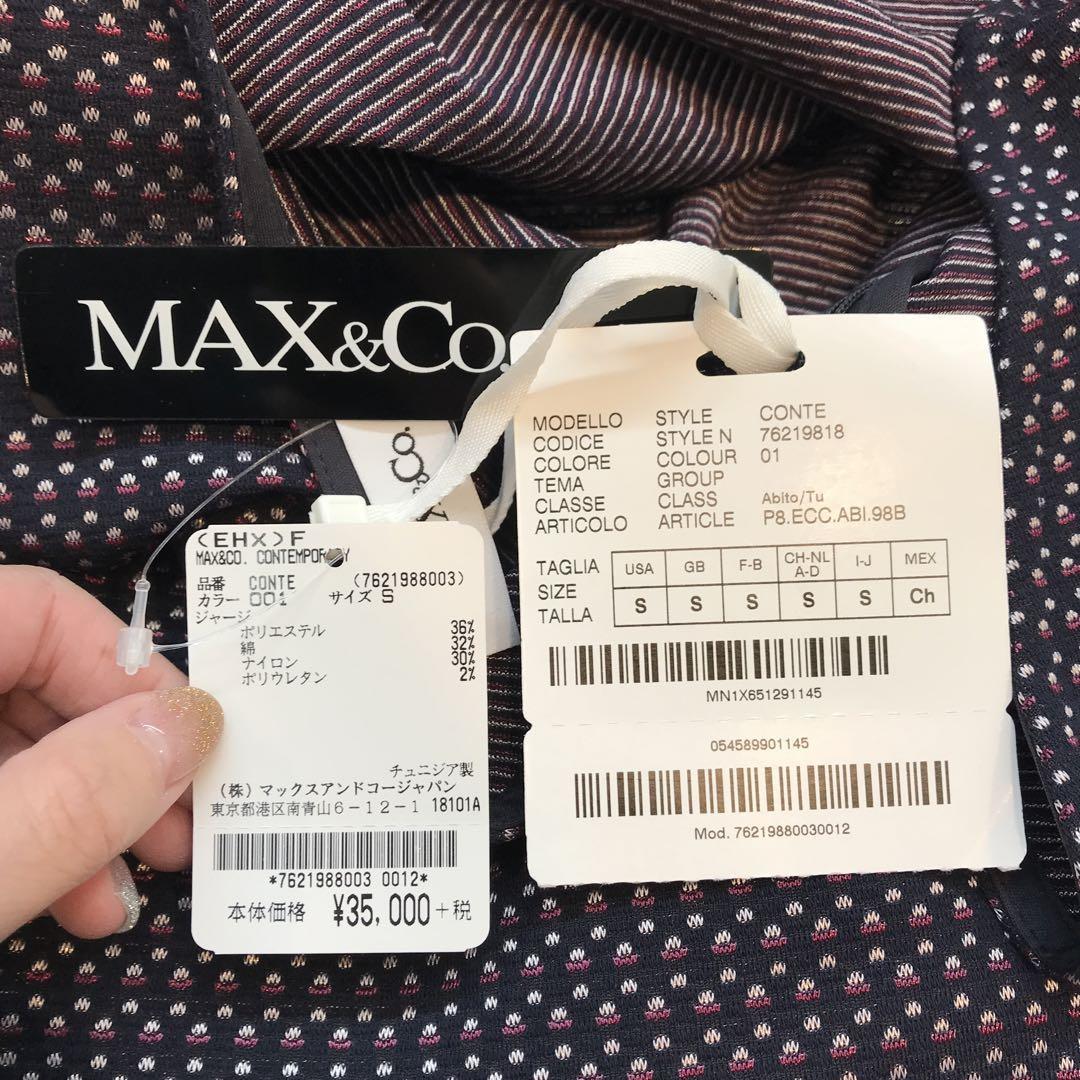 MAX&Co.
MODELLO STYLE CONTE
CODICE STYLE N 76219818
COLORE COLOUR 01
TEMA GROUP
CLASSE CLASS Abito/Tu
ARTICOLO ARTICLE P8.ECC.ABI.98B
TAGLIA
SIZE
TALLA
USA GB F-B CH-NL A-D I-J MEX
S S S S S Ch
MN1X651291145
054589901145
Mod. 76219880030012
(EHX)F
MAX&CO. CONTEMPOR Y
品番 CONTE (7621988003)
カラー 001 サイズ S
ジャージ
ポリエステル 36%
綿 32%
ナイロン 30%
ポリウレタン 2%
チュニジア製
(株)マックスアンドコージャパン
東京都港区南青山6-12-1 18101A
*7621988003 0012*
本体価格 ¥35,000+税